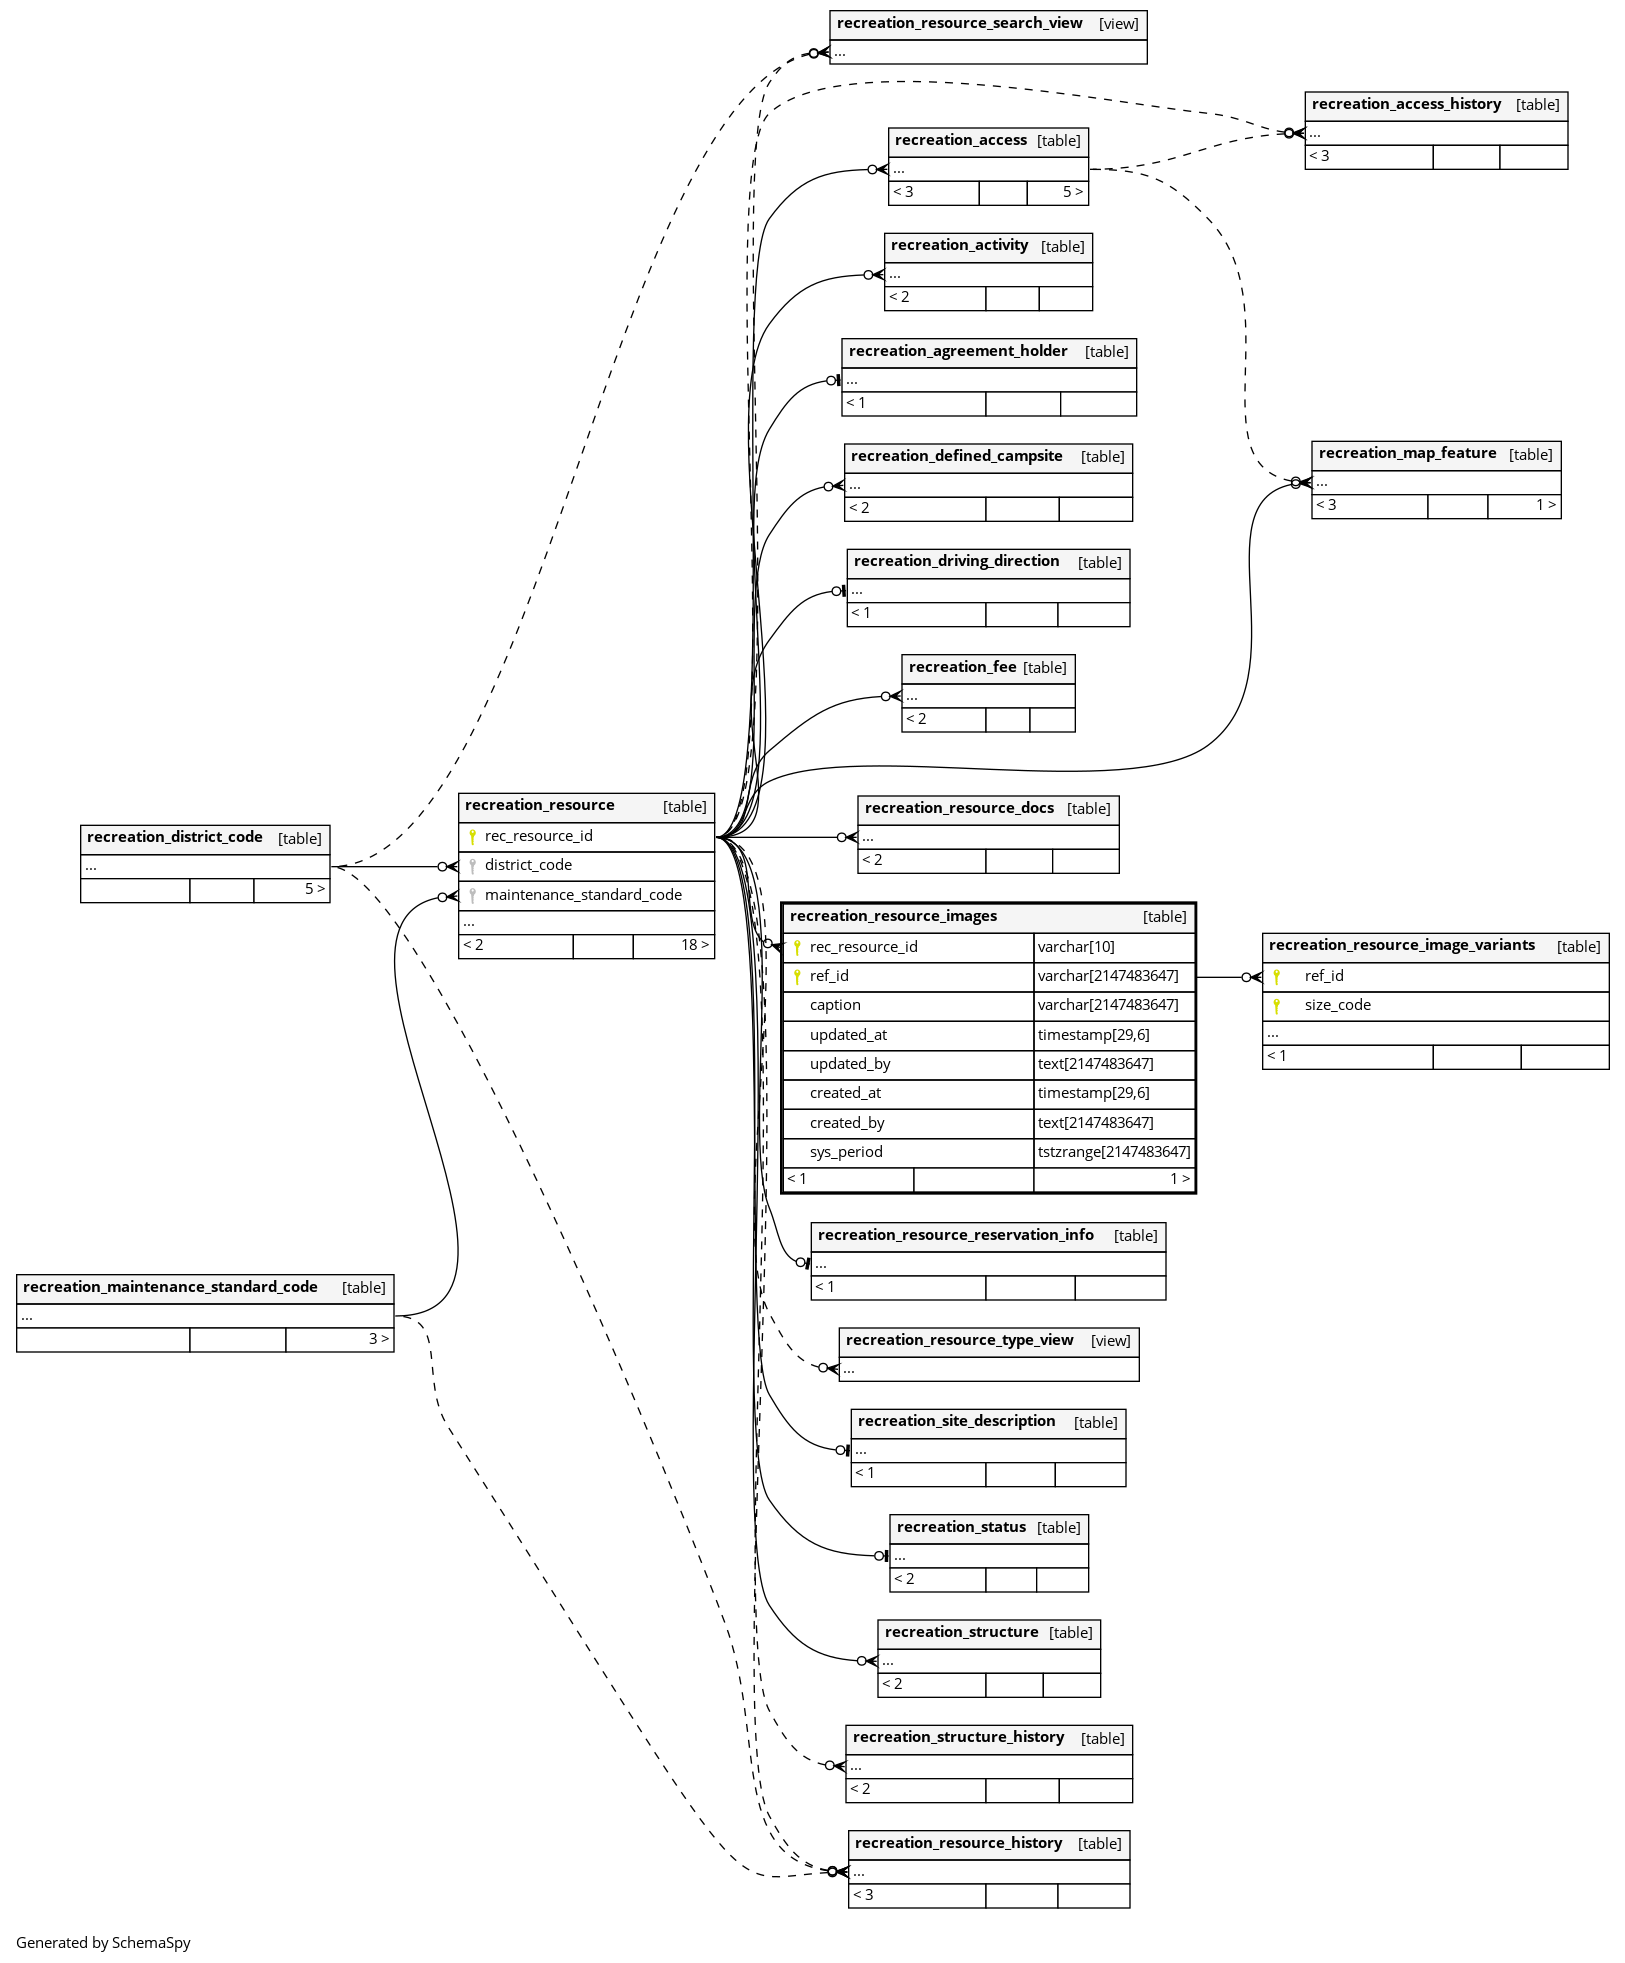 recreation_resource_search_view [view]
...
recreation_access_history [table]
...
< 3
recreation_access [table]
...
< 3 5 >
recreation_activity [table]
...
< 2
recreation_agreement_holder [table]
...
< 1
recreation_defined_campsite [table]
...
< 2
recreation_map_feature [table]
...
< 3 1 >
recreation_driving_direction [table]
...
< 1
recreation_fee [table]
...
< 2
recreation_resource [table]
rec_resource_id
district_code
maintenance_standard_code
...
< 2 18 >
recreation_district_code [table]
...
5 >
recreation_resource_docs [table]
...
< 2
recreation_resource_images [table]
rec_resource_id varchar[10]
ref_id varchar[2147483647]
caption varchar[2147483647]
updated_at timestamp[29,6]
updated_by text[2147483647]
created_at timestamp[29,6]
created_by text[2147483647]
sys_period tstzrange[2147483647]
< 1 1 >
recreation_resource_image_variants [table]
ref_id
size_code
...
< 1
recreation_resource_reservation_info [table]
...
< 1
recreation_maintenance_standard_code [table]
...
3 >
recreation_resource_type_view [view]
...
recreation_site_description [table]
...
< 1
recreation_status [table]
...
< 2
recreation_structure [table]
...
< 2
recreation_structure_history [table]
...
< 2
recreation_resource_history [table]
...
< 3
Generated by SchemaSpy